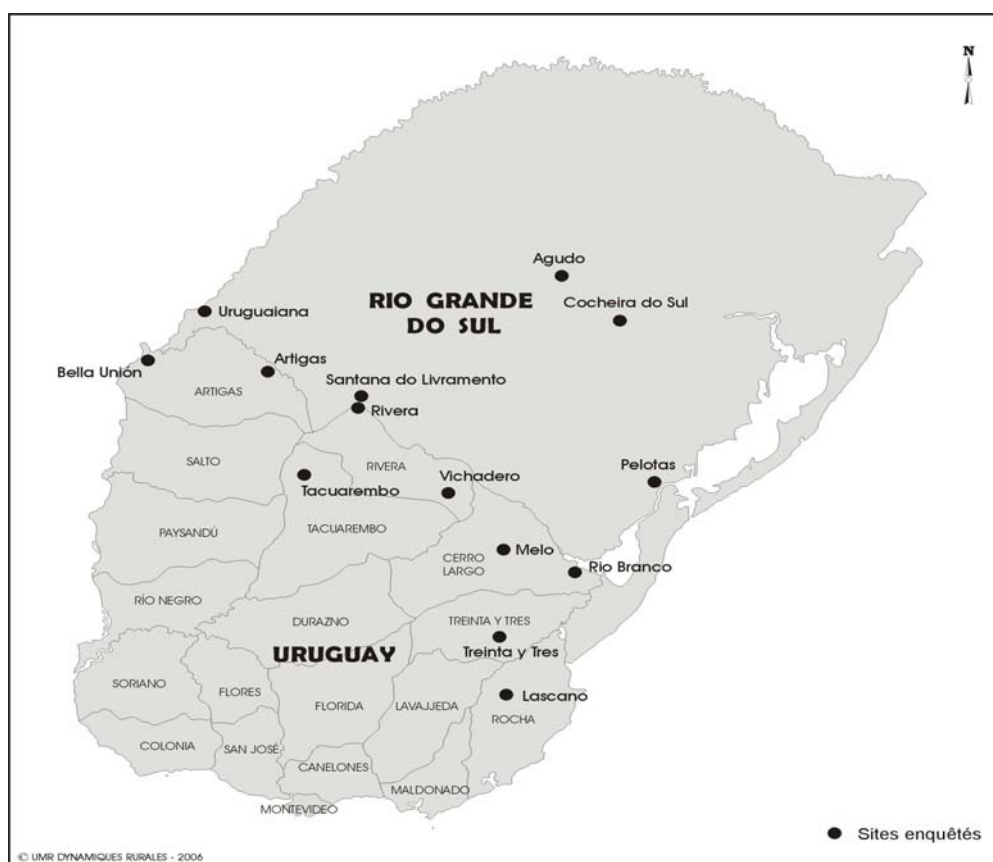 N
Agudo
RIO GRANDE
DO SUL
Cocheira do Sul
Uruguaiana
Bella Unión
Artigas
ARTIGAS
Santana do Livramento
Rivera
SALTO
RIVERA
Pelotas
Tacuarembo
Vichadero
PAYSANDÚ
TACUAREMBO
Melo
CERRO
LARGO
Rio Branco
RÍO NEGRO
DURAZNO
TREINTA Y TRES
Treinta y Tres
URUGUAY
SORIANO
FLORES
FLORIDA
LAVAJJEDA
Lascano
ROCHA
COLONIA
SAN JOSÉ
CANELONES
MALDONADO
MONTEVIDEO
Sites enquêtés
© UMR DYNAMIQUES RURALES - 2006